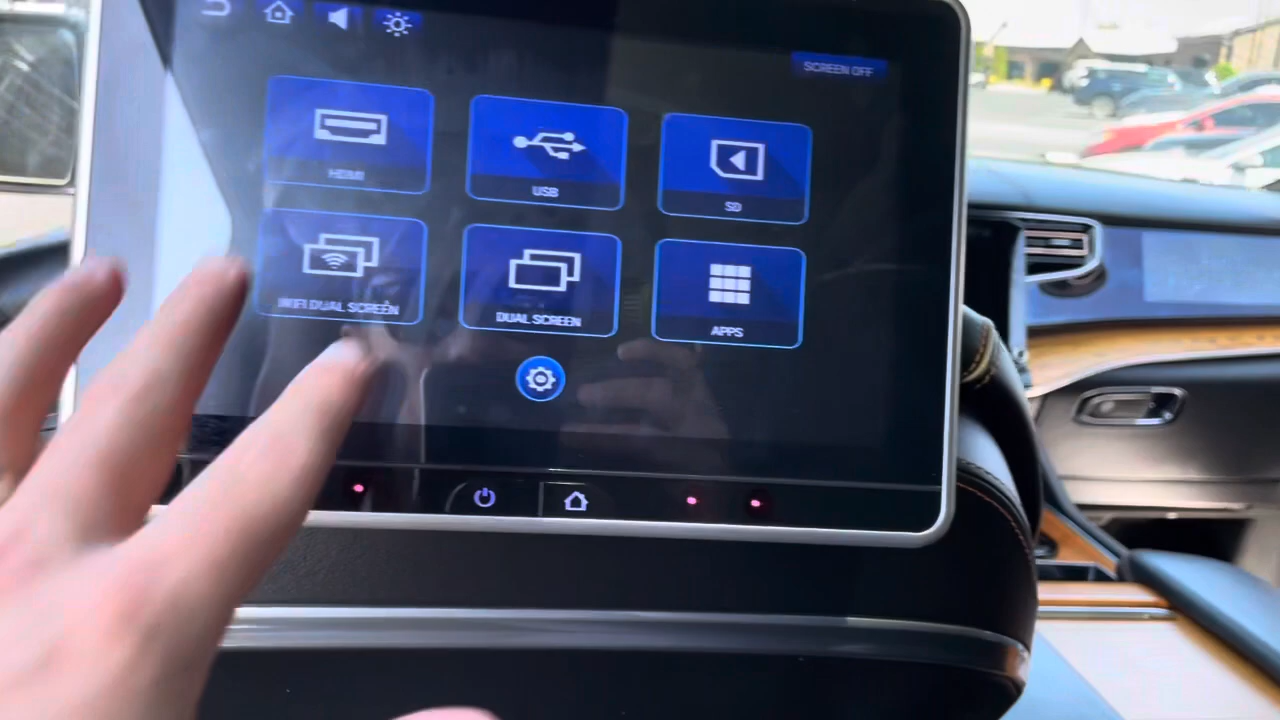 SCREEN OFF
HDMI
USB
SD
WIFI DUAL SCREEN
DUAL SCREEN
APPS